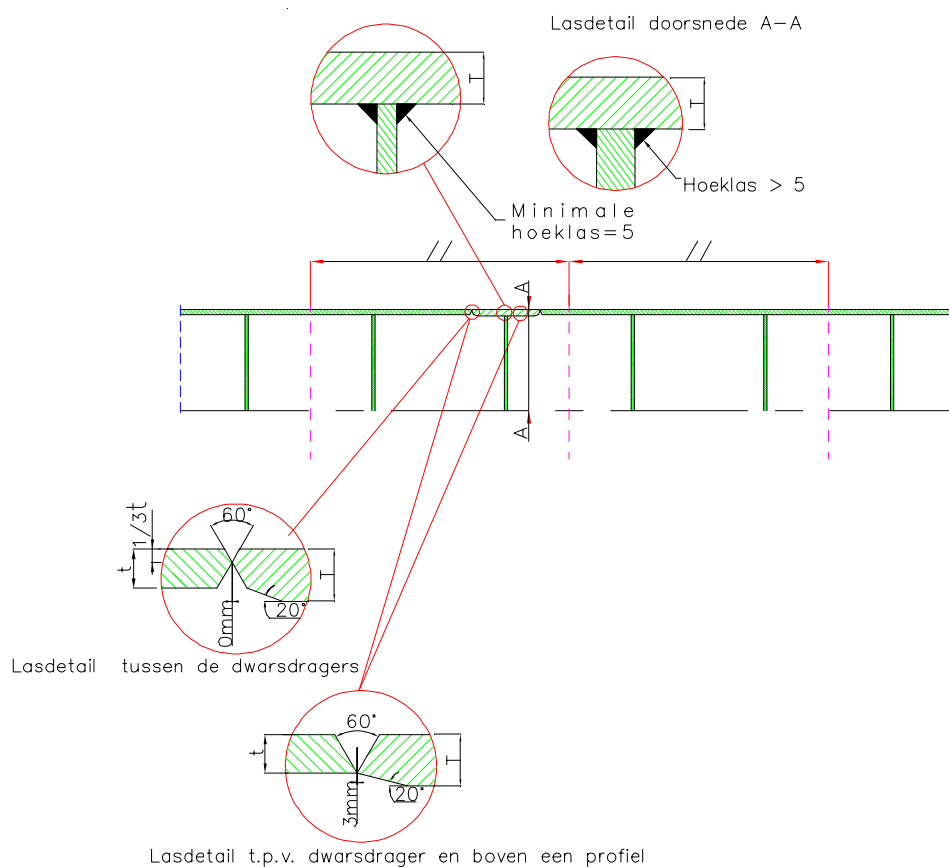 Lasdetail doorsnede A-A
T
T
Hoeklas > 5
Minimale
hoeklas=5
//
//
A
A
60°
1/3t
t
T
20°
0mm
Lasdetail tussen de dwarsdragers
60°
t
T
20°
3mm
Lasdetail t.p.v. dwarsdrager en boven een profiel